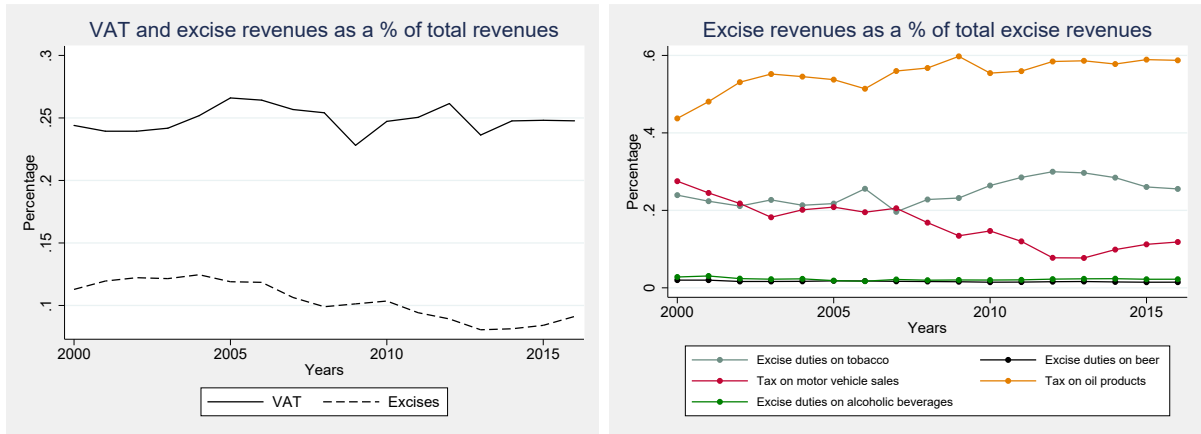 VAT and excise revenues as a % of total revenues
.3
.25
.2
.15
.1
Percentage
2000 2005 2010 2015
Years
VAT Excises
Excise revenues as a % of total excise revenues
.6
.4
.2
0
Percentage
2000 2005 2010 2015
Years
Excise duties on tobacco Excise duties on beer
Tax on motor vehicle sales Tax on oil products
Excise duties on alcoholic beverages